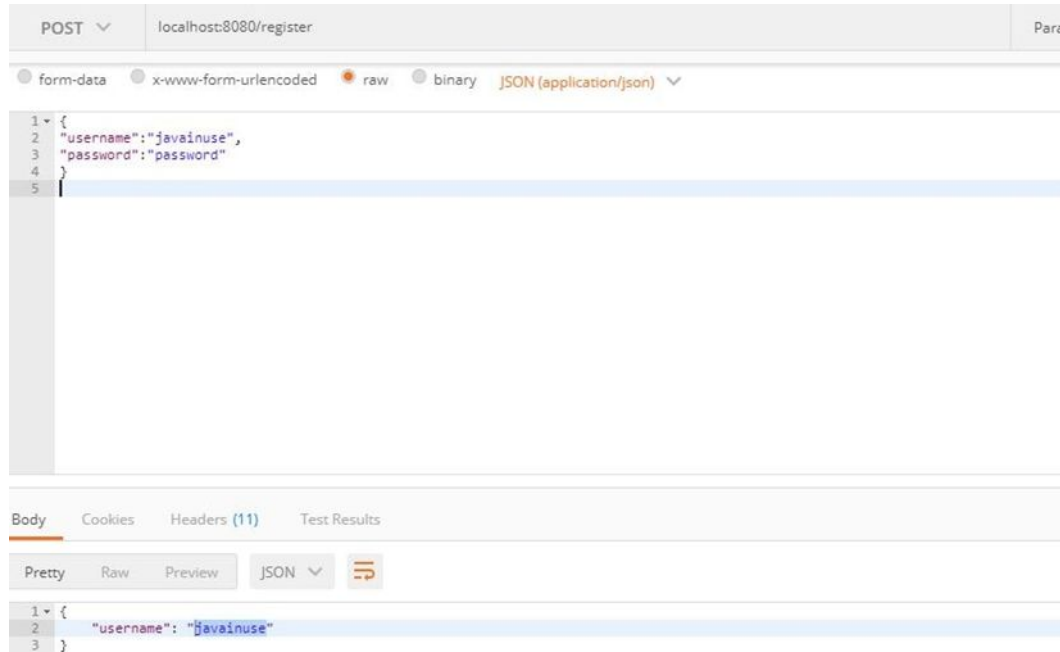 POST localhost:8080/register Para
form-data x-www-form-urlencoded raw binary JSON (application/json)
1 {
2 "username":"javainuse",
3 "password":"password"
4 }
5
Body Cookies Headers (11) Test Results
Pretty Raw Preview JSON
1 {
2 "username": "javainuse"
3 }